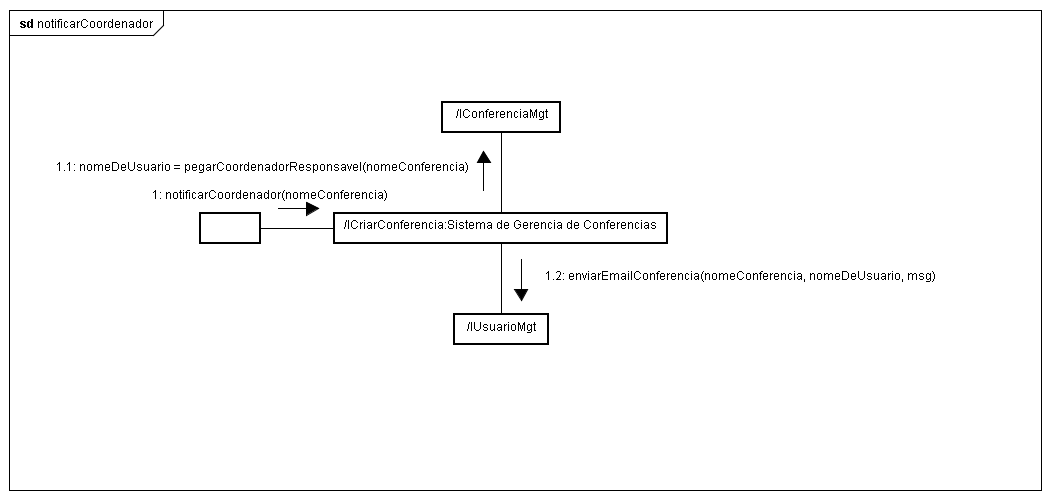 sd notificarCoordenador
/IConferenciaMgt
1.1: nomeDeUsuario = pegarCoordenadorResponsavel(nomeConferencia)
1: notificarCoordenador(nomeConferencia)
/ICriarConferencia:Sistema de Gerencia de Conferencias
1.2: enviarEmailConferencia(nomeConferencia, nomeDeUsuario, msg)
/IUsuarioMgt